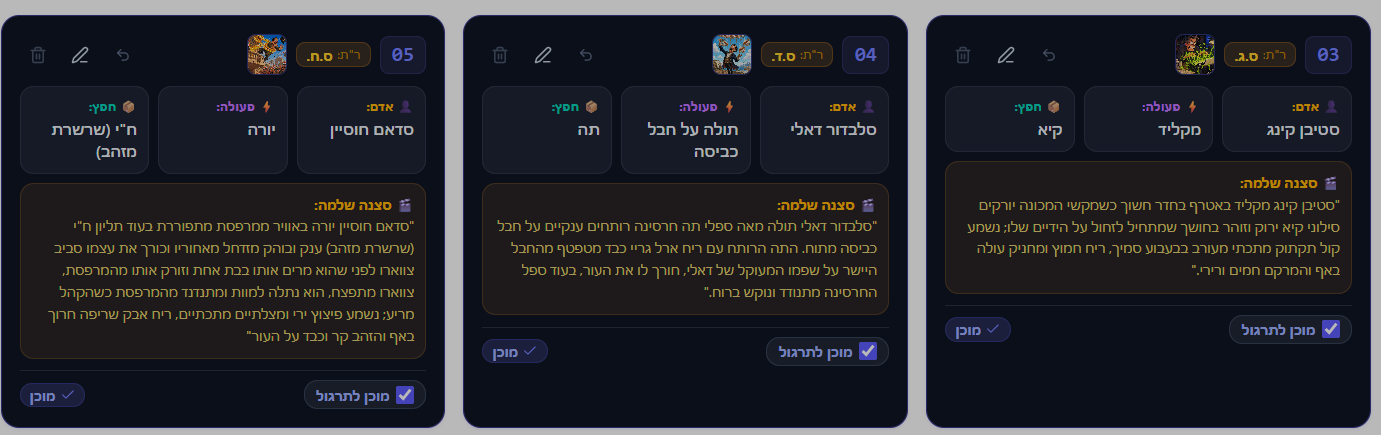 03
ר"ת: ס.ג.
אדם:
סטיבן קינג
פעולה:
מקליד
חפץ:
קיא
סצנה שלמה:
"סטיבן קינג מקליד באטרף בחדר חשוך כשמקשי המכונה יורקים
סילוני קיא ירוק וזוהר בחושך שמתחיל לזחול על הידיים שלו; נשמע
קול תקתוק מתכתי מעורב בבעבוע סמיך, ריח חמוץ ומחניק עולה
באף והמרקם חמים ורירי."
מוכן לתרגול
מוכן
04
ר"ת: ס.ד.
אדם:
סלבדור דאלי
פעולה:
תולה על חבל
כביסה
חפץ:
תה
סצנה שלמה:
"סלבדור דאלי תולה מאה ספלי תה חרסינה רותחים ענקיים על חבל
כביסה מתוח. התה הרותח עם ריח ארל גריי כבד מטפטף מהחבל
היישר על שפמו המעוקל של דאלי, חורך לו את העור, בעוד ספל
החרסינה מתנודד ונוקש ברוח."
מוכן לתרגול
מוכן
05
ר"ת: ס.ח.
אדם:
סדאם חוסיין
פעולה:
יורה
חפץ:
ח"י (שרשרת
מזהב)
סצנה שלמה:
"סדאם חוסיין יורה באוויר ממרפסת מתפוררת בעוד תליון ח"י
(שרשרת מזהב) ענק ובוהק מזדחל מאחוריו וכורך את עצמו סביב
צווארו לפני שהוא מרים אותו בבת אחת וזורק אותו מהמרפסת,
צווארו מתפצח, הוא נתלה למוות ומתנדנד מהמרפסת כשהקהל
מריע; נשמע פיצוץ ירי ומצלתיים מתכתיים, ריח אבק שריפה חרוך
באף והזהב קר וכבד על העור"
מוכן לתרגול
מוכן